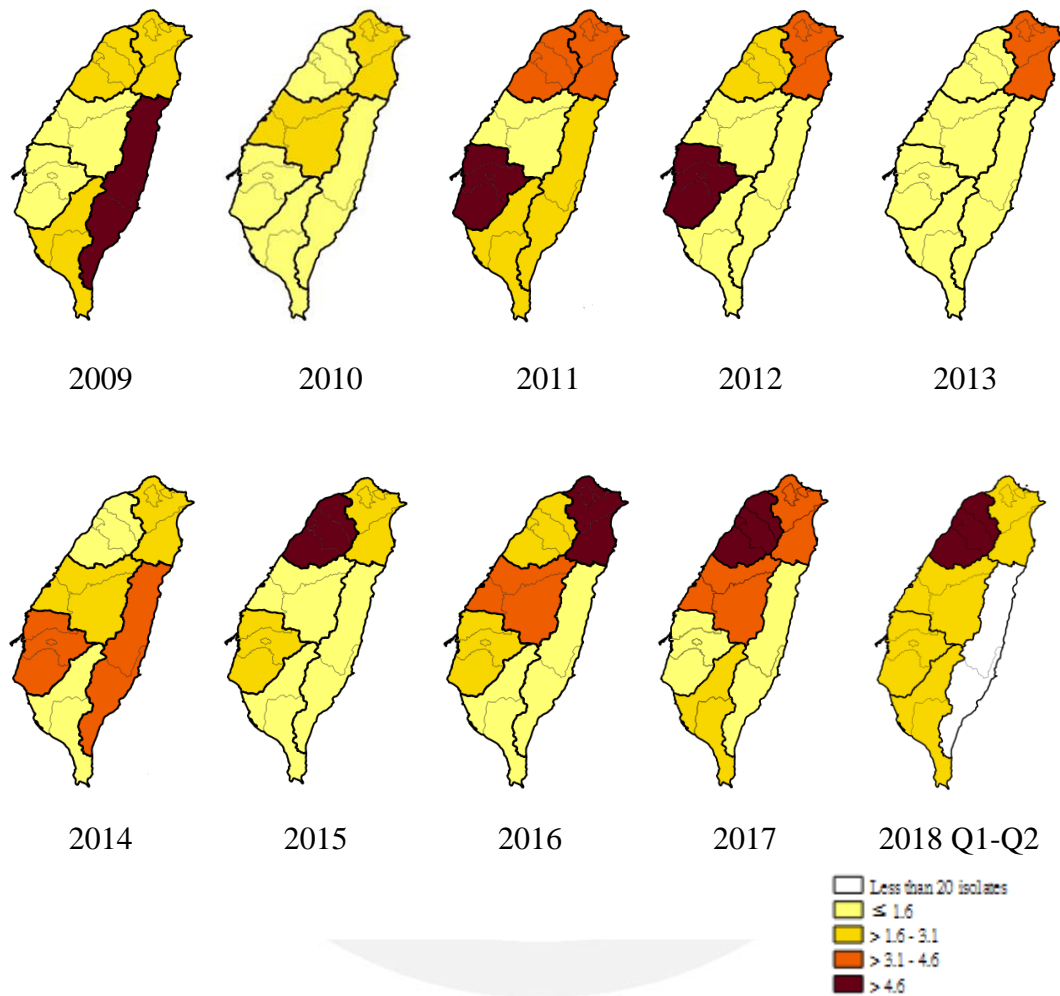 2009 2010 2011 2012 2013
2014 2015 2016 2017 2018 Q1-Q2
Less than 20 isolates
≤ 1.6
> 1.6 - 3.1
> 3.1 - 4.6
> 4.6